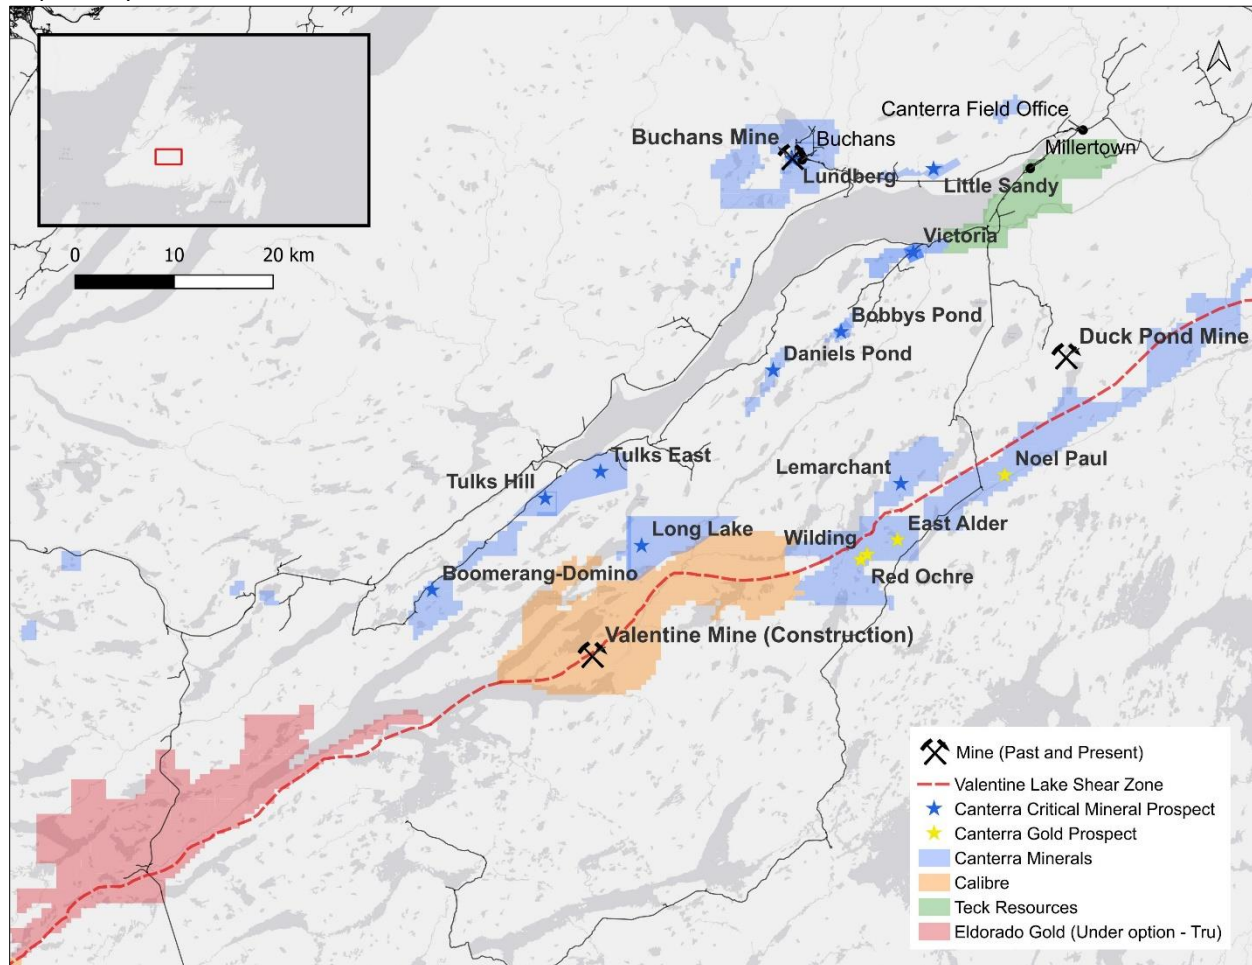 Canterra Field Office
Buchans Mine
Buchans
Millertown
Lundberg
Little Sandy
0 10 20 km
Victoria
Bobbys Pond
Duck Pond Mine
Daniels Pond
Tulks East
Noel Paul
Lemarchant
Tulks Hill
East Alder
Long Lake
Wilding
Boomerang-Domino
Red Ochre
Valentine Mine (Construction)
Mine (Past and Present)
Valentine Lake Shear Zone
Canterra Critical Mineral Prospect
Canterra Gold Prospect
Canterra Minerals
Calibre
Teck Resources
Eldorado Gold (Under option - Tru)